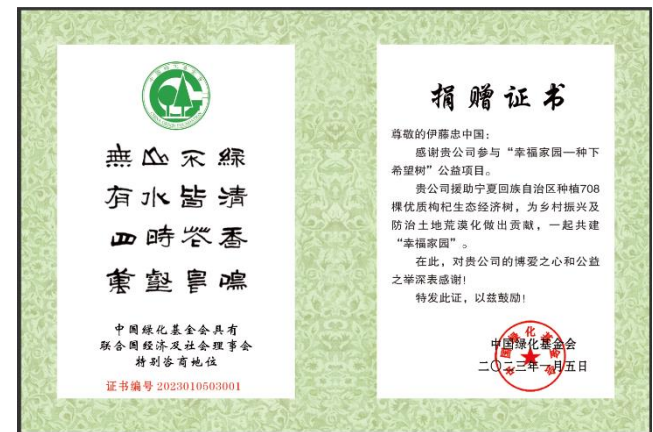 無山不綠
有水皆清
四時花香
萬壑鳥鳴
中国绿化基金会具有
联合国经济及社会理事会
特别咨商地位
证书编号 2023010503001
捐赠证书
尊敬的伊藤忠中国：
感谢贵公司参与“幸福家园—种下
希望树”公益项目。
贵公司援助宁夏回族自治区种植708
棵优质枸杞生态经济树，为乡村振兴及
防治土地荒漠化做出贡献，一起共建
“幸福家园”。
在此，对贵公司的博爱之心和公益
之举深表感谢！
特发此证，以兹鼓励！
中国绿化基金会
二〇二三年一月五日
中国绿化基金会